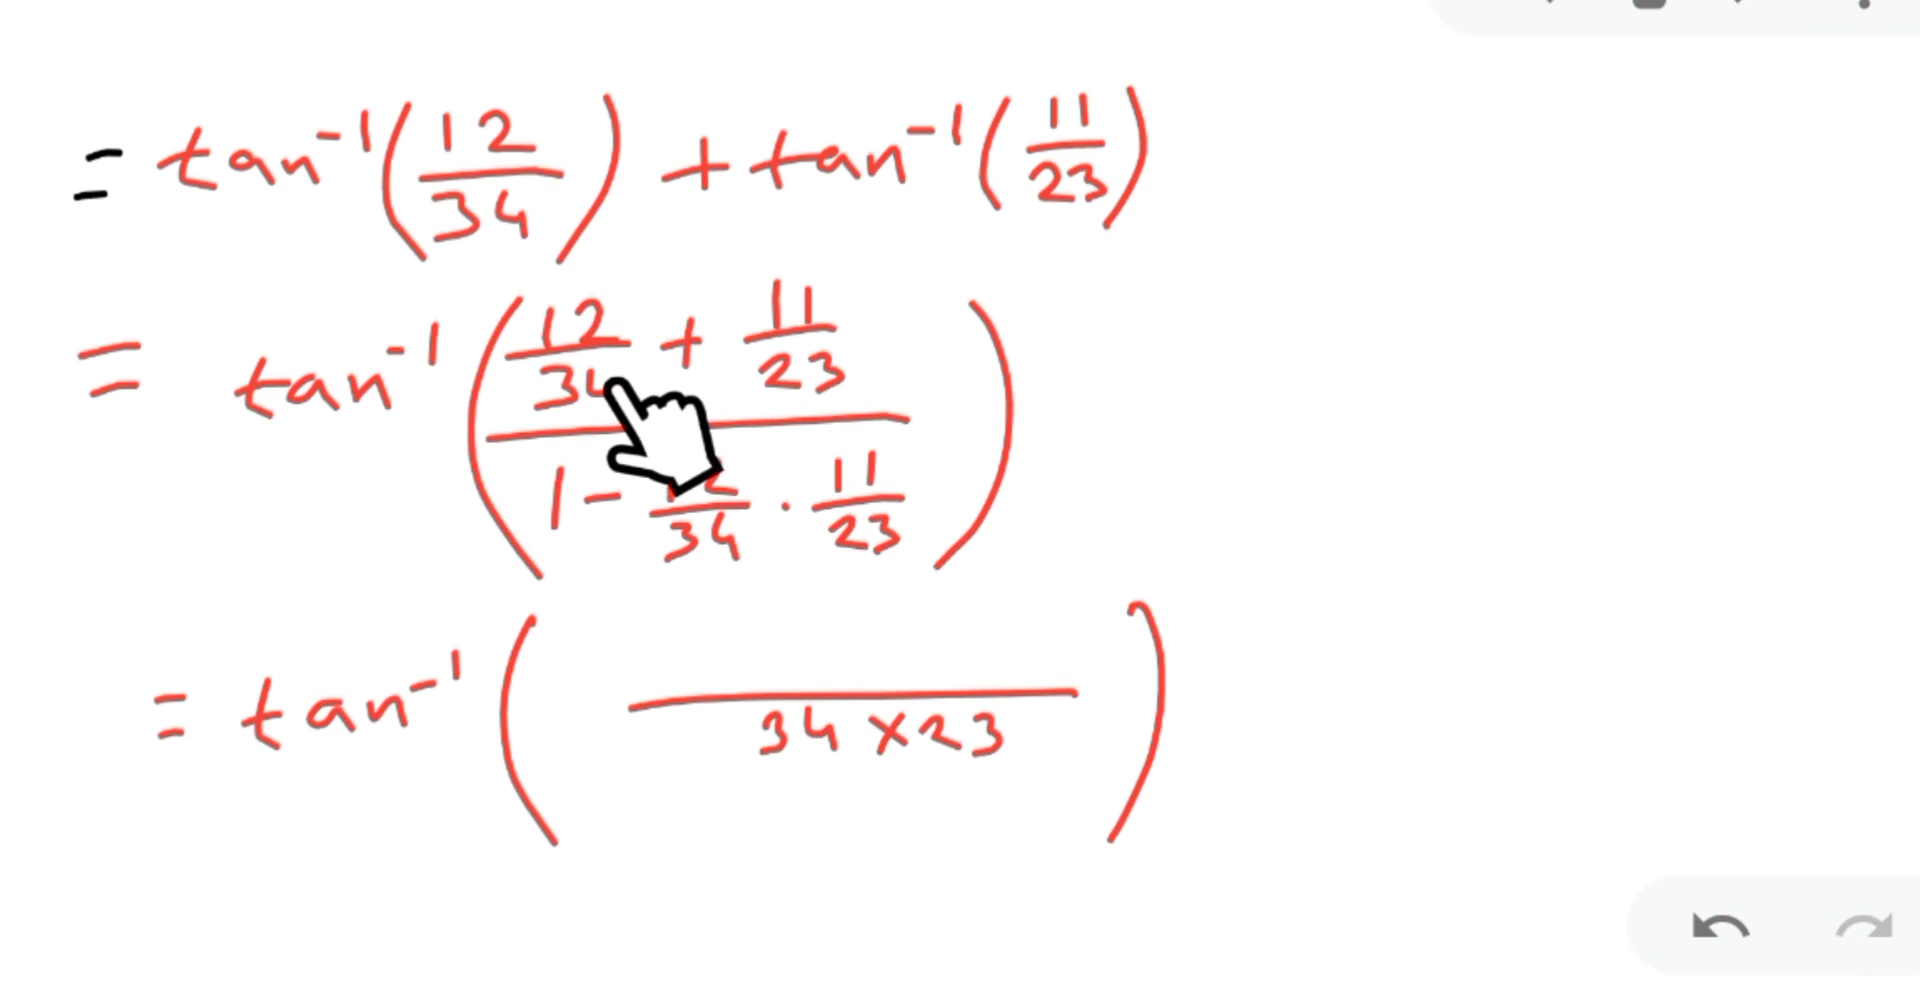 = tan⁻¹(12/34) + tan⁻¹(11/23)
= tan⁻¹((12/34 + 11/23)/(1 - 12/34 · 11/23))
= tan⁻¹( /(34 × 23))